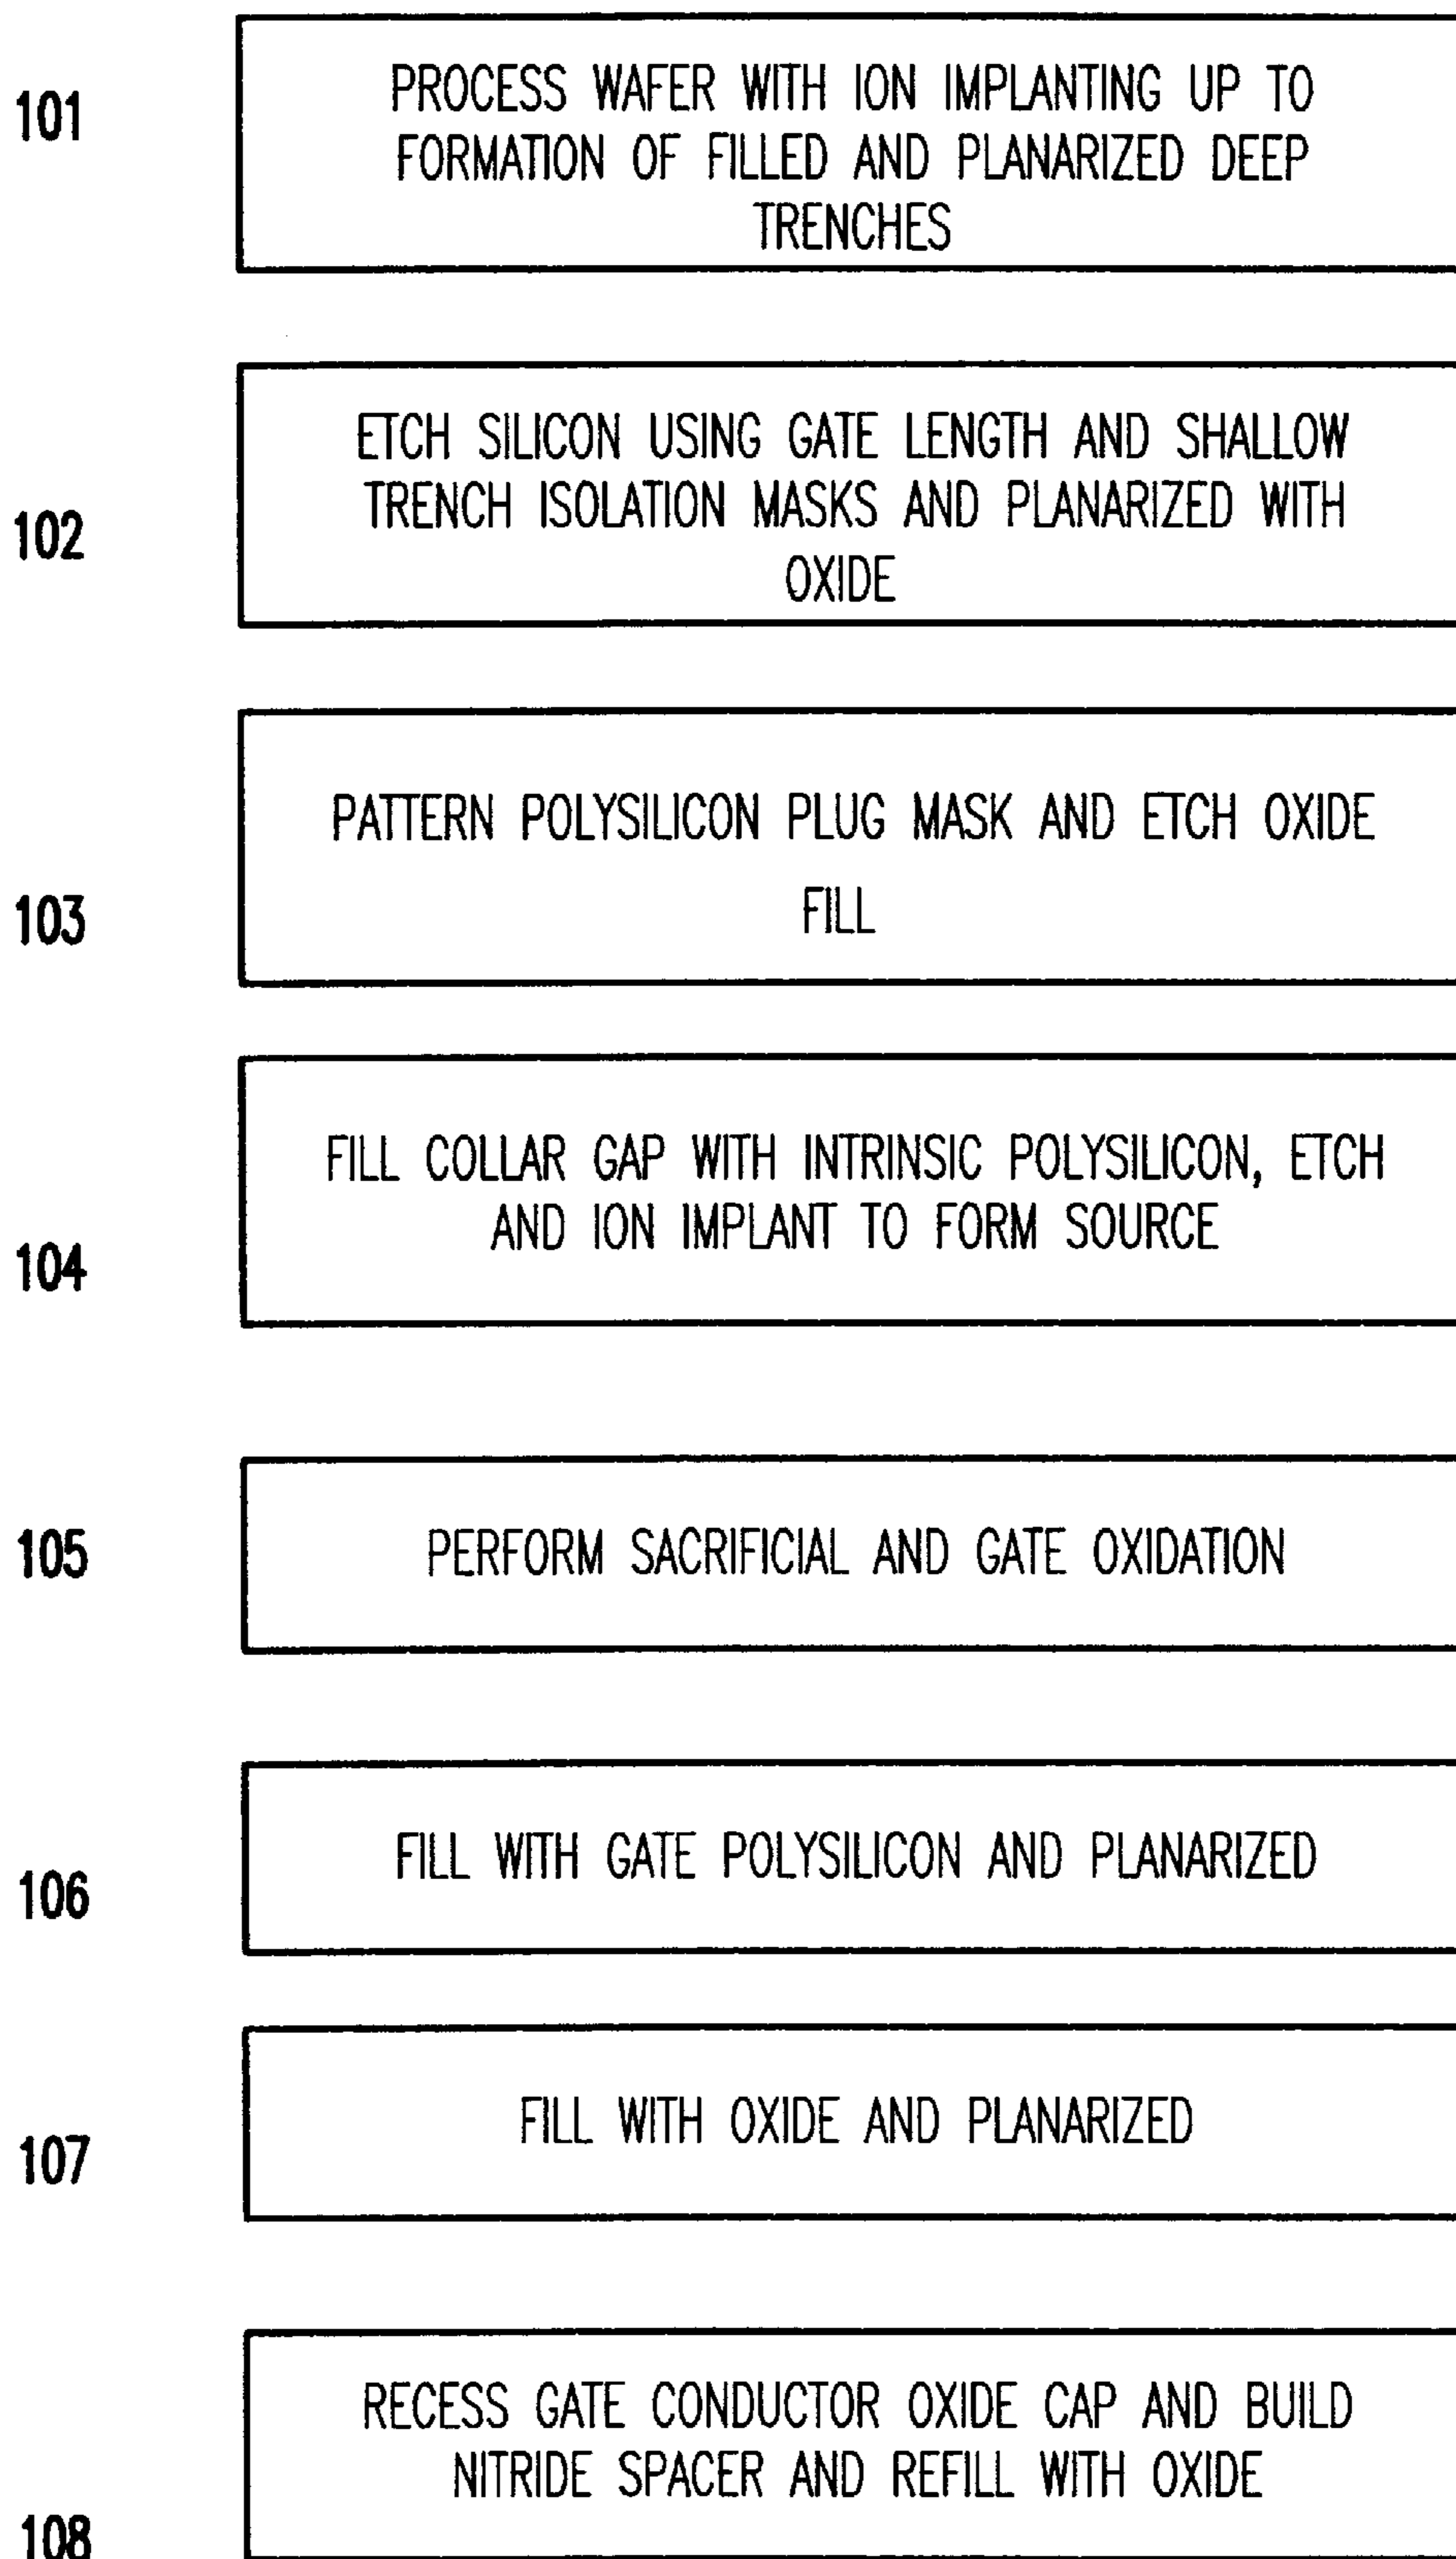 101
PROCESS WAFER WITH ION IMPLANTING UP TO
FORMATION OF FILLED AND PLANARIZED DEEP
TRENCHES
102
ETCH SILICON USING GATE LENGTH AND SHALLOW
TRENCH ISOLATION MASKS AND PLANARIZED WITH
OXIDE
103
PATTERN POLYSILICON PLUG MASK AND ETCH OXIDE
FILL
104
FILL COLLAR GAP WITH INTRINSIC POLYSILICON, ETCH
AND ION IMPLANT TO FORM SOURCE
105
PERFORM SACRIFICIAL AND GATE OXIDATION
106
FILL WITH GATE POLYSILICON AND PLANARIZED
107
FILL WITH OXIDE AND PLANARIZED
108
RECESS GATE CONDUCTOR OXIDE CAP AND BUILD
NITRIDE SPACER AND REFILL WITH OXIDE